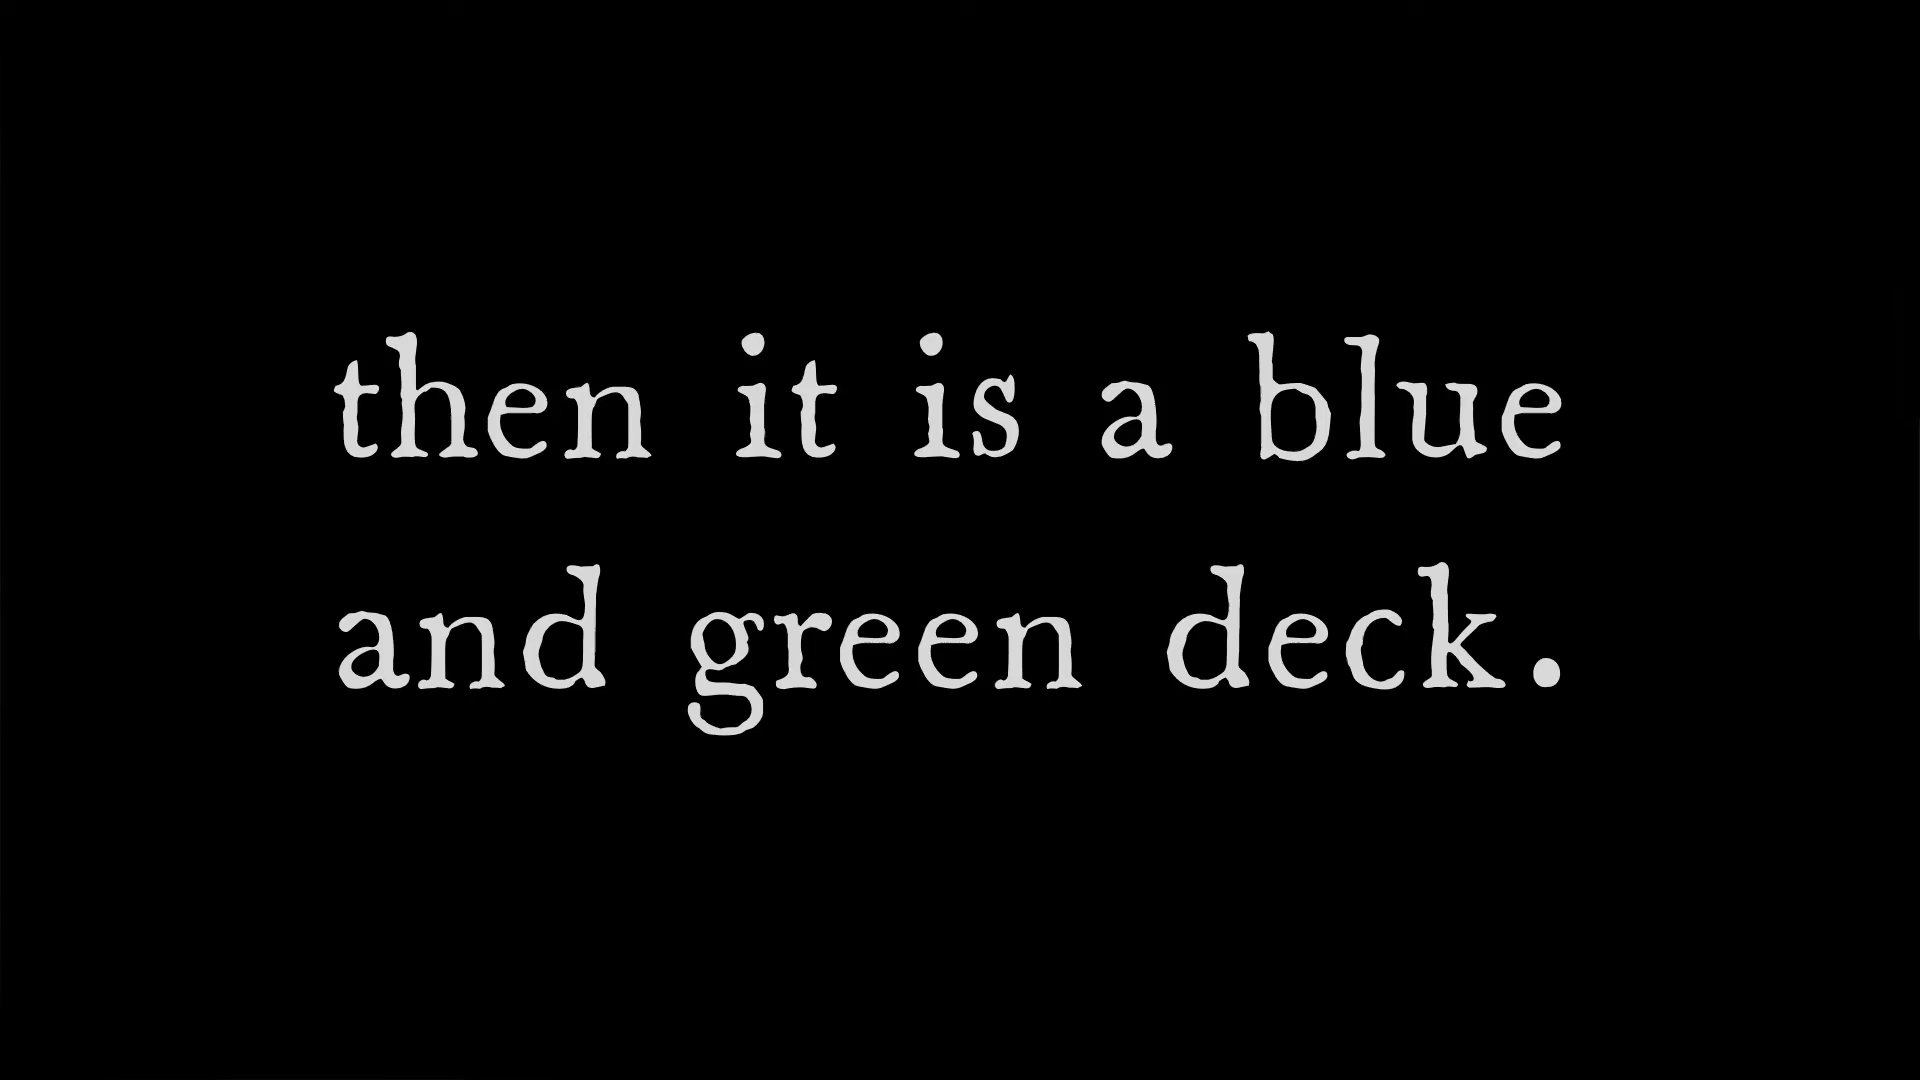 then it is a blue
and green deck.